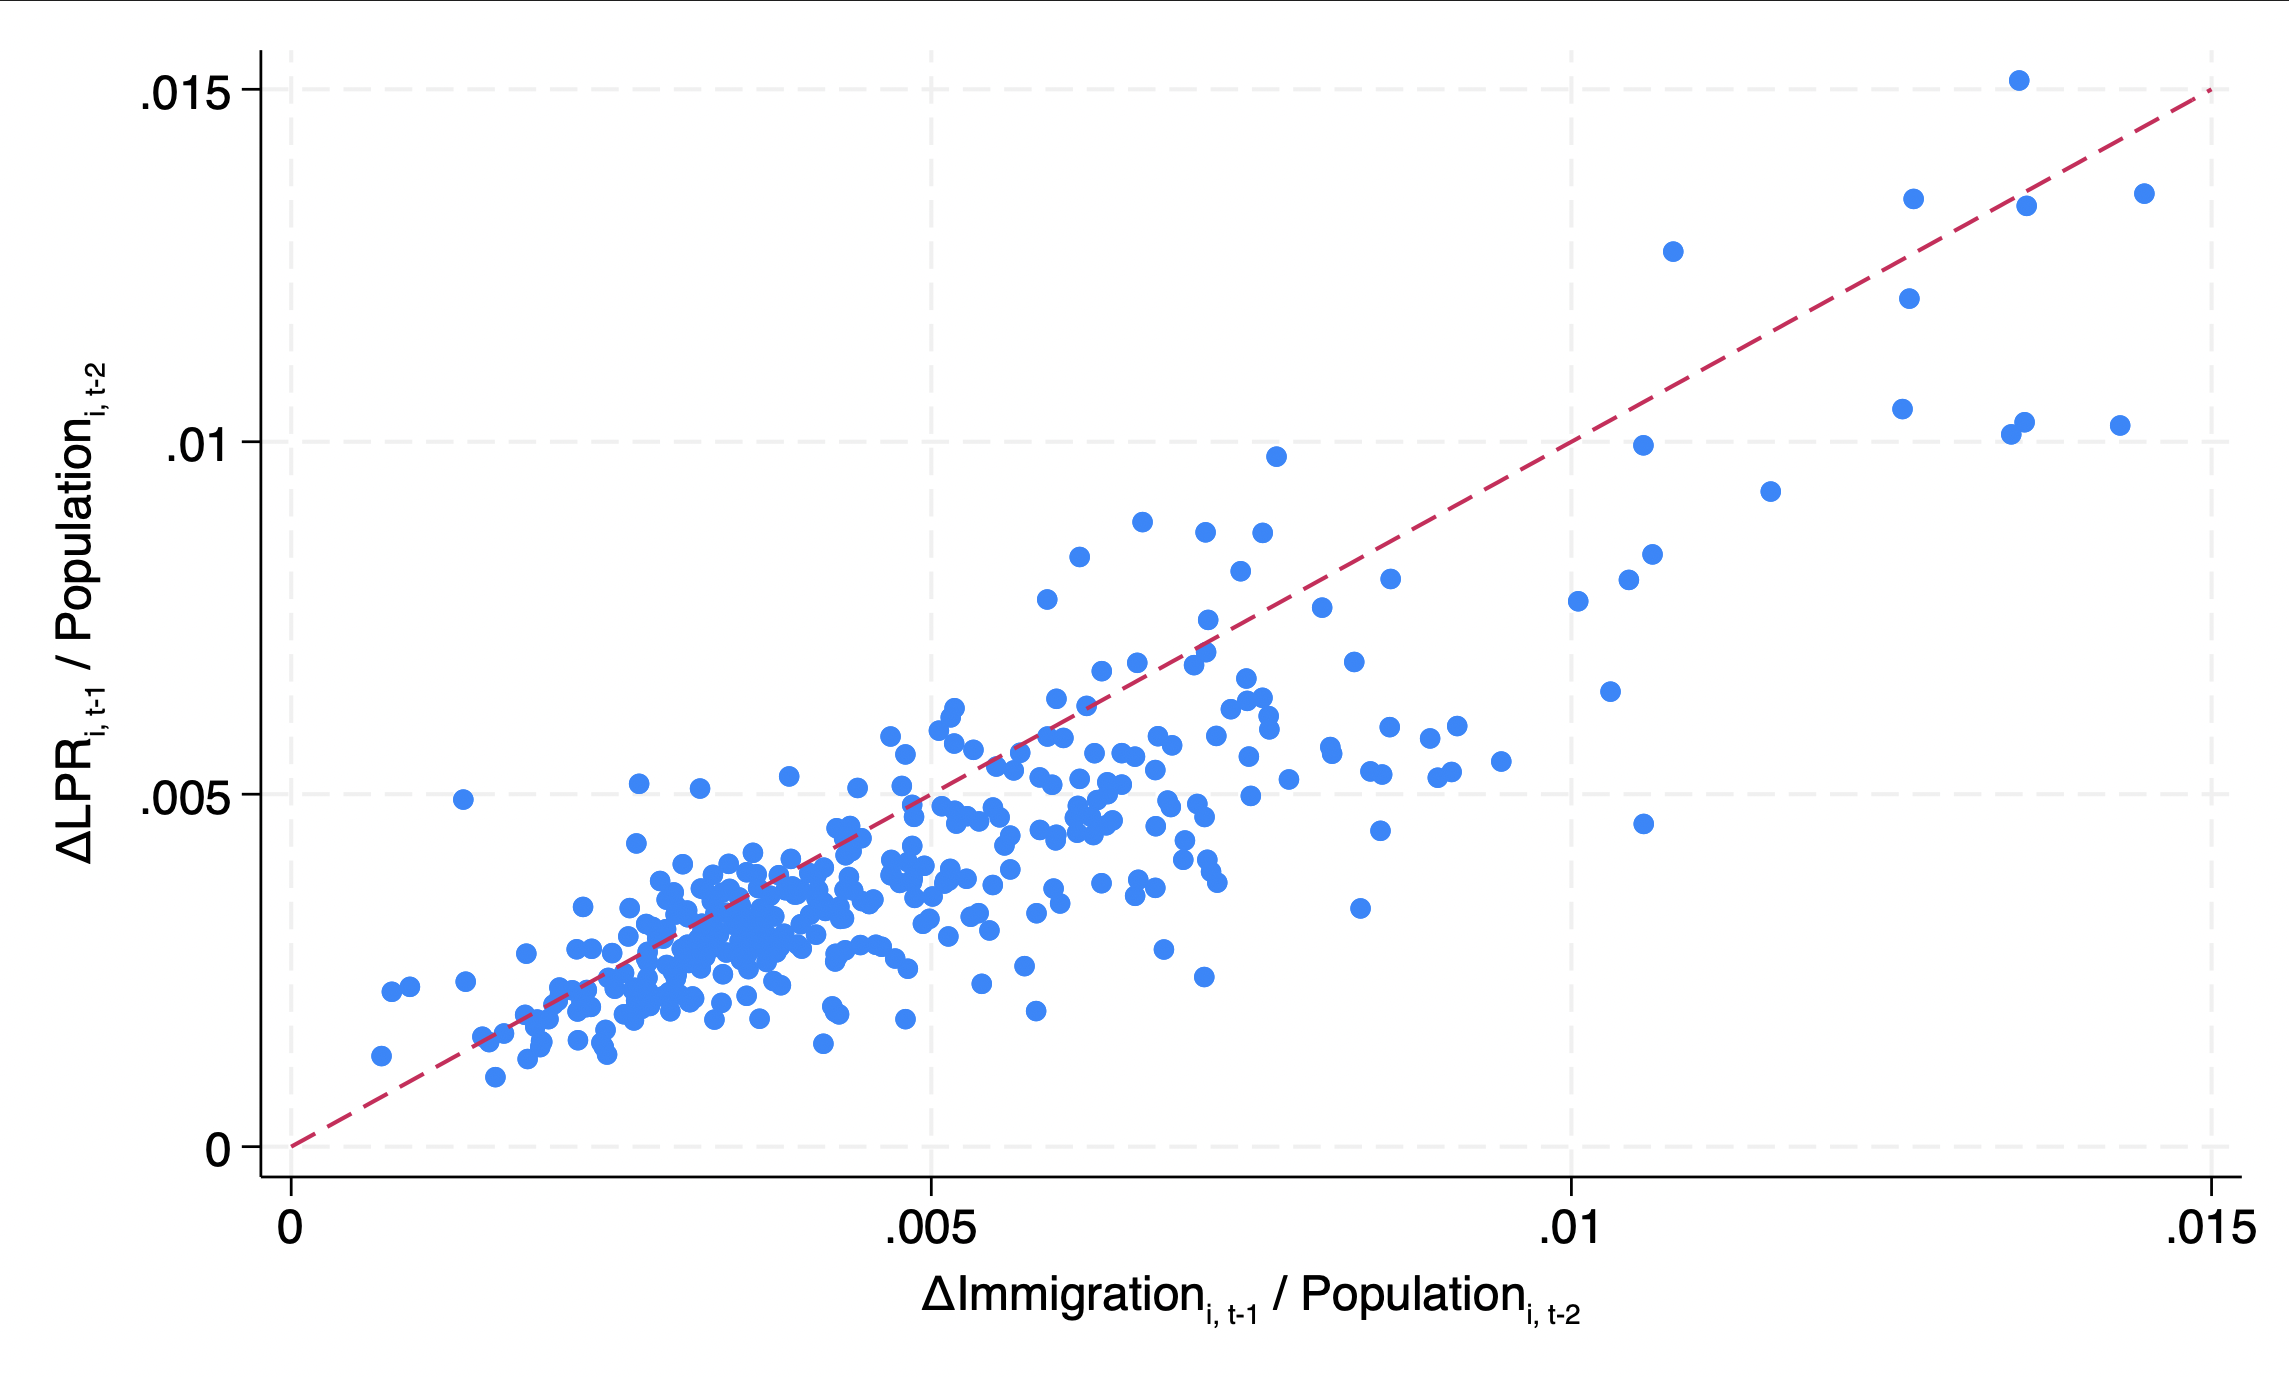 .015
.01
.005
0
ΔLPRi, t-1 / Populationi, t-2
0 .005 .01 .015
ΔImmigrationi, t-1 / Populationi, t-2